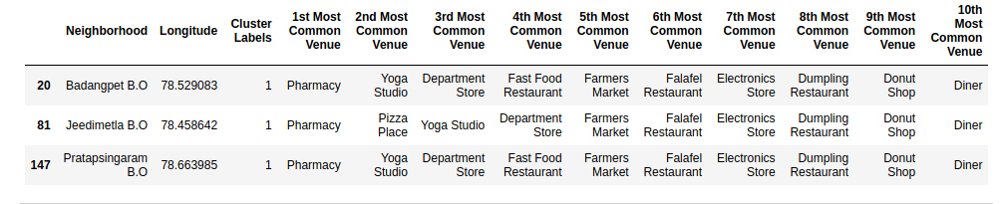 Neighborhood Longitude Cluster Labels 1st Most Common Venue 2nd Most Common Venue 3rd Most Common Venue 4th Most Common Venue 5th Most Common Venue 6th Most Common Venue 7th Most Common Venue 8th Most Common Venue 9th Most Common Venue 10th Most Common Venue
20 Badangpet B.O 78.529083 1 Pharmacy Yoga Studio Department Store Fast Food Restaurant Farmers Market Falafel Restaurant Electronics Store Dumpling Restaurant Donut Shop Diner
81 Jeedimetla B.O 78.458642 1 Pharmacy Pizza Place Yoga Studio Department Store Farmers Market Falafel Restaurant Electronics Store Dumpling Restaurant Donut Shop Diner
147 Pratapsingaram B.O 78.663985 1 Pharmacy Yoga Studio Department Store Fast Food Restaurant Farmers Market Falafel Restaurant Electronics Store Dumpling Restaurant Donut Shop Diner